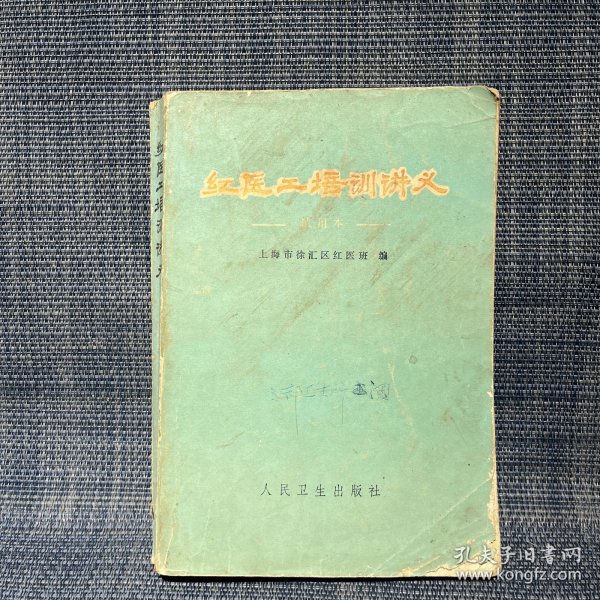 红医工培训讲义
试用本
上海市徐汇区红医班 编
人民卫生出版社
红医工培训讲义
孔夫子旧书网
www.kongfz.com